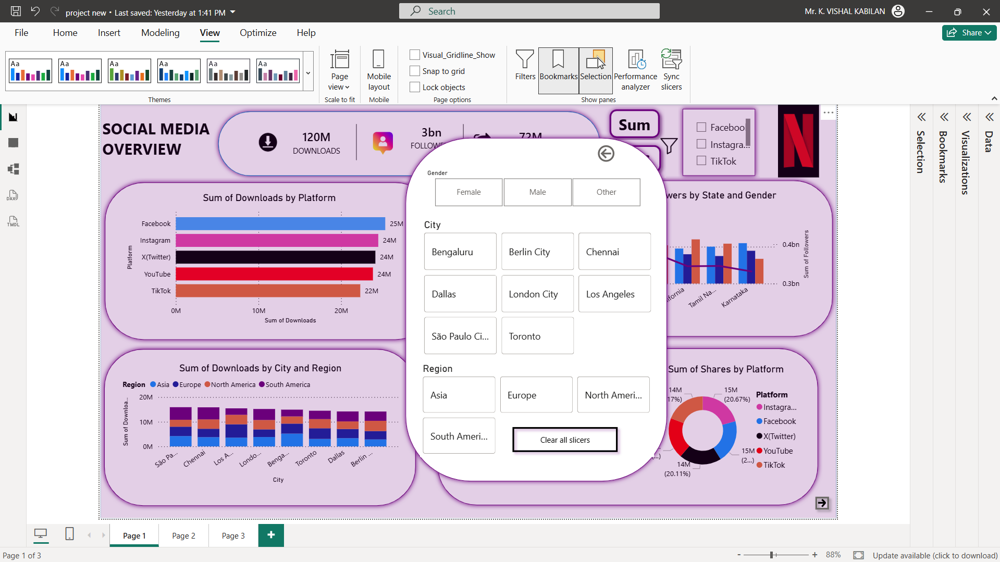 project new • Last saved: Yesterday at 1:41 PM
Search
Mr. K. VISHAL KABILAN
File
Home
Insert
Modeling
View
Optimize
Help
Share
Aa
Aa
Aa
Aa
Aa
Aa
Themes
Page view
Scale to fit
Mobile layout
Mobile
Visual_Gridline_Show
Snap to grid
Lock objects
Page options
Filters
Bookmarks
Selection
Performance analyzer
Sync slicers
Show panes
SOCIAL MEDIA
OVERVIEW
120M
DOWNLOADS
3bn
72M
Sum
Instagra...
TikTok
N
Selection
Bookmarks
Visualizations
Data
DAX
TMDL
Sum of Downloads by Platform
Platform
Facebook
25M
Instagram
24M
X(Twitter)
24M
YouTube
24M
TikTok
22M
0M
10M
20M
Sum of Downloads
Gender
Female
Male
Other
City
Bengaluru
Berlin City
Chennai
Dallas
London City
Los Angeles
São Paulo Ci...
Toronto
Region
Asia
Europe
North Ameri...
South Ameri...
Clear all slicers
by State and Gender
0.4bn
0.3bn
Sum of Followers
Tamil Na...
Karnataka
Sum of Downloads by City and Region
Region
Asia
Europe
North America
South America
Sum of Downloa...
20M
10M
0M
São Pa...
Chennai
Los A...
Londo...
Benga...
Toronto
Dallas
Berlin ...
City
Sum of Shares by Platform
14M
15M
(20.67%)
15M
(2...)
14M
(20.11%)
Platform
Instagra...
Facebook
X(Twitter)
YouTube
TikTok
Page 1
Page 2
Page 3
Page 1 of 3
88%
Update available (click to download)